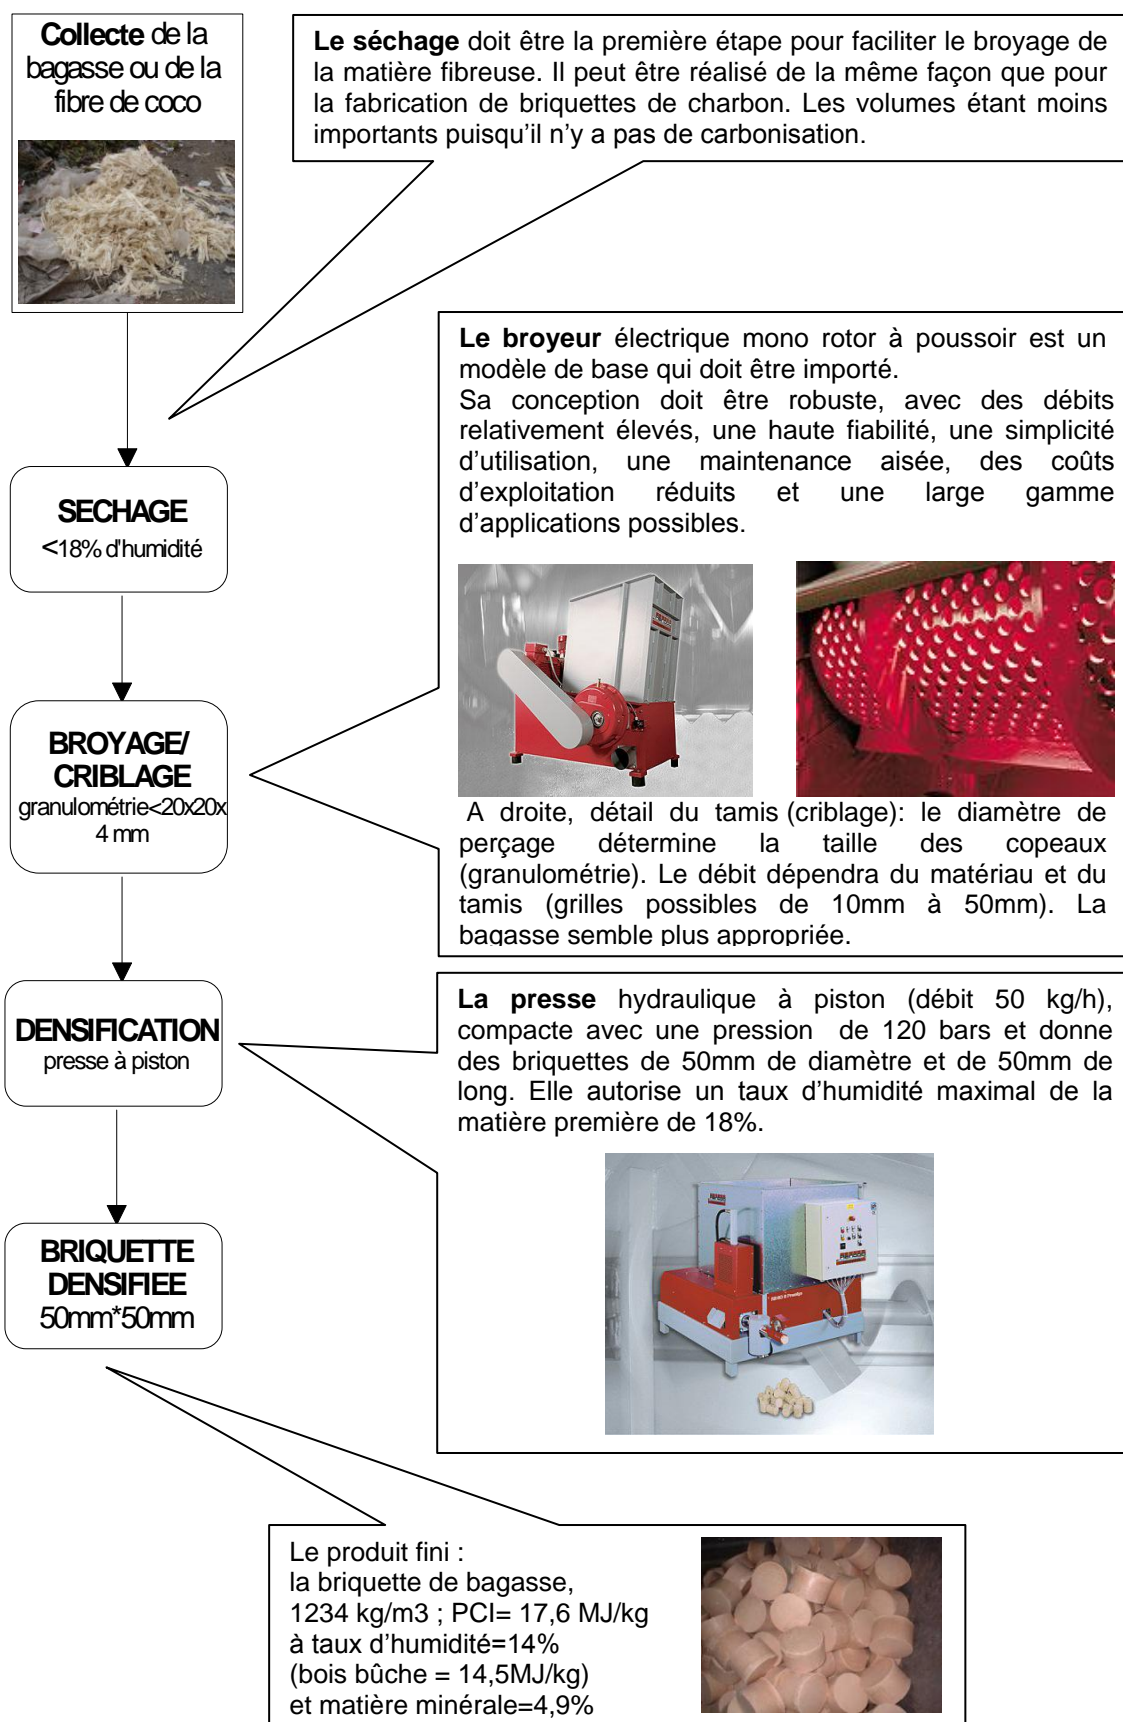 Collecte de la
bagasse ou de la
fibre de coco
Le séchage doit être la première étape pour faciliter le broyage de
la matière fibreuse. Il peut être réalisé de la même façon que pour
la fabrication de briquettes de charbon. Les volumes étant moins
importants puisqu'il n'y a pas de carbonisation.
SECHAGE
<18% d'humidité
Le broyeur électrique mono rotor à poussoir est un
modèle de base qui doit être importé.
Sa conception doit être robuste, avec des débits
relativement élevés, une haute fiabilité, une simplicité
d'utilisation, une maintenance aisée, des coûts
d'exploitation réduits et une large gamme
d'applications possibles.
BROYAGE/
CRIBLAGE
granulométrie<20x20x
4 mm
A droite, détail du tamis (criblage): le diamètre de
perçage détermine la taille des copeaux
(granulométrie). Le débit dépendra du matériau et du
tamis (grilles possibles de 10mm à 50mm). La
bagasse semble plus appropriée.
DENSIFICATION
presse à piston
La presse hydraulique à piston (débit 50 kg/h),
compacte avec une pression de 120 bars et donne
des briquettes de 50mm de diamètre et de 50mm de
long. Elle autorise un taux d'humidité maximal de la
matière première de 18%.
BRIQUETTE
DENSIFIEE
50mm*50mm
Le produit fini :
la briquette de bagasse,
1234 kg/m3 ; PCI= 17,6 MJ/kg
à taux d'humidité=14%
(bois bûche = 14,5MJ/kg)
et matière minérale=4,9%